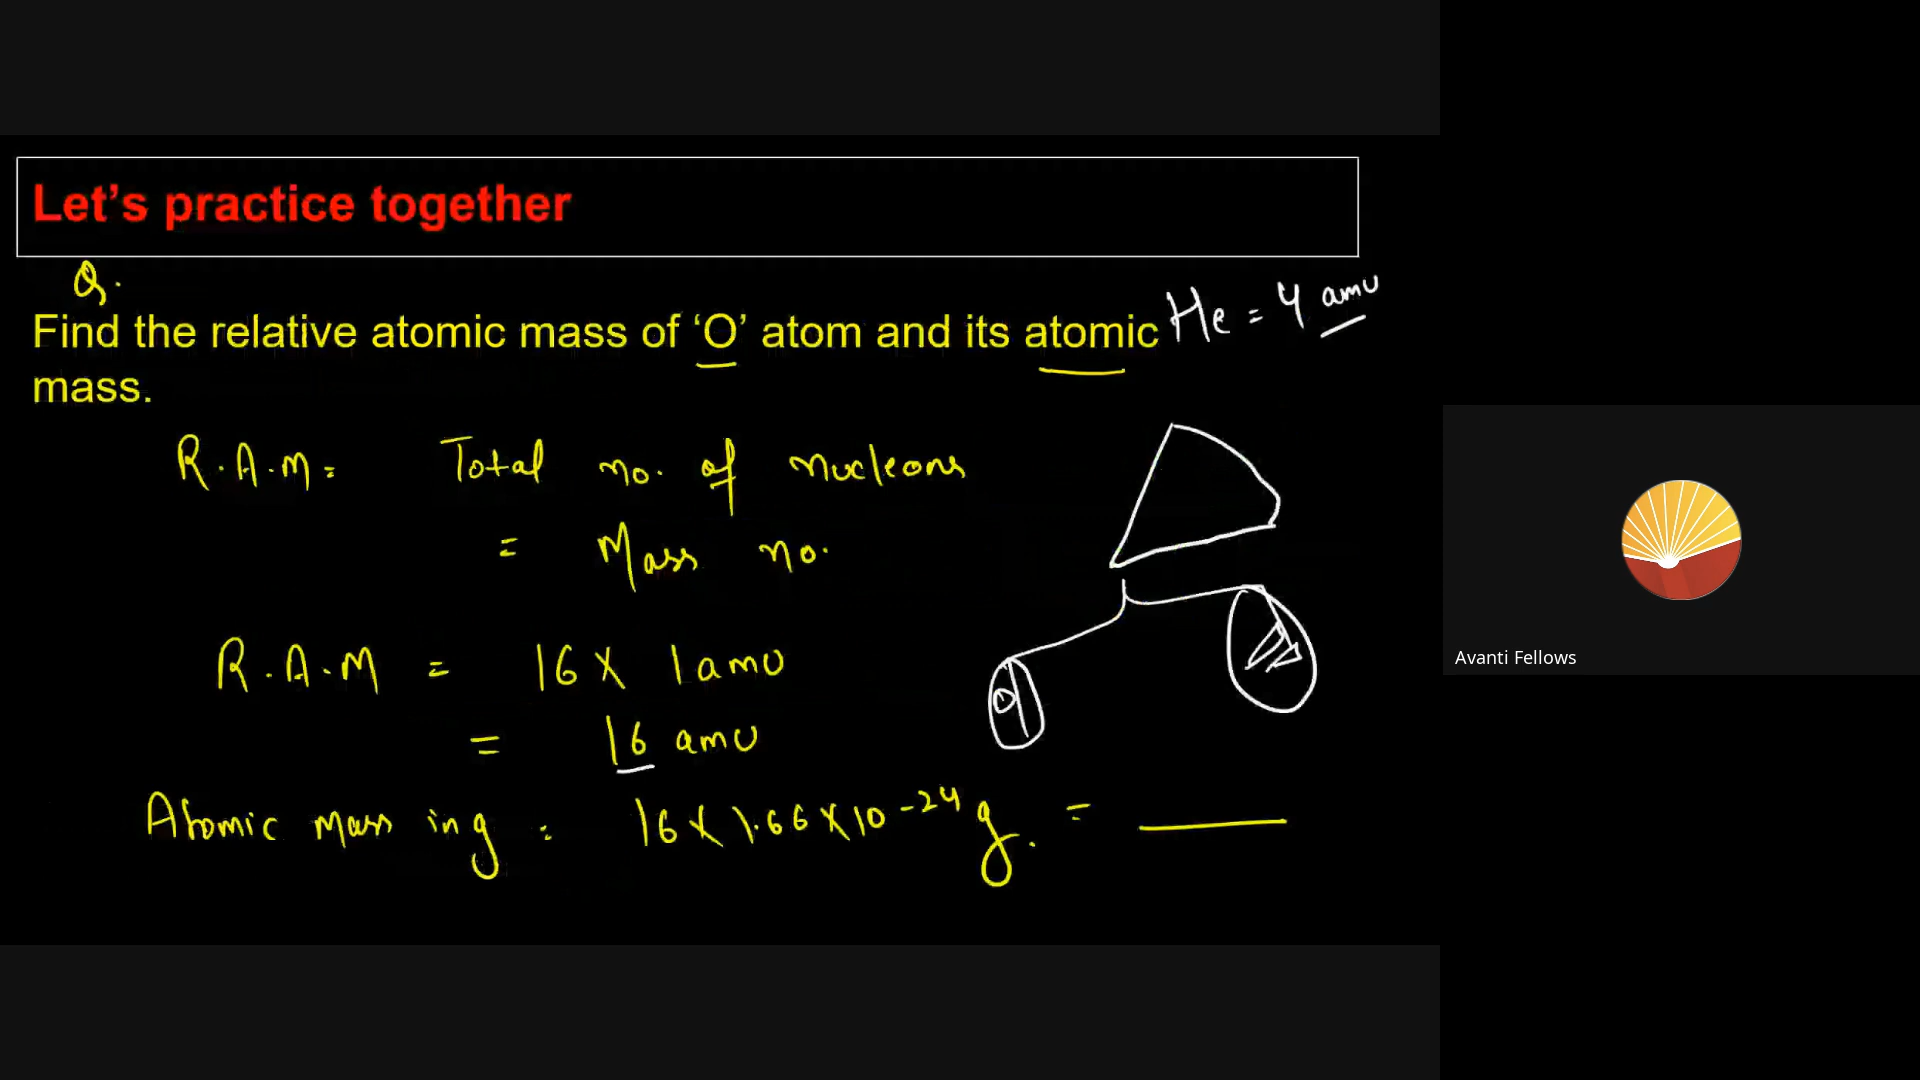 Let's practice together
Q.
Find the relative atomic mass of 'O' atom and its atomic He = 4 amu
mass.
R.A.M = Total no. of nucleons
= Mass no.
R.A.M = 16 X 1 amu
= 16 amu
Atomic mass in g = 16 X 1.66 X 10⁻²⁴ g. =
Avanti Fellows